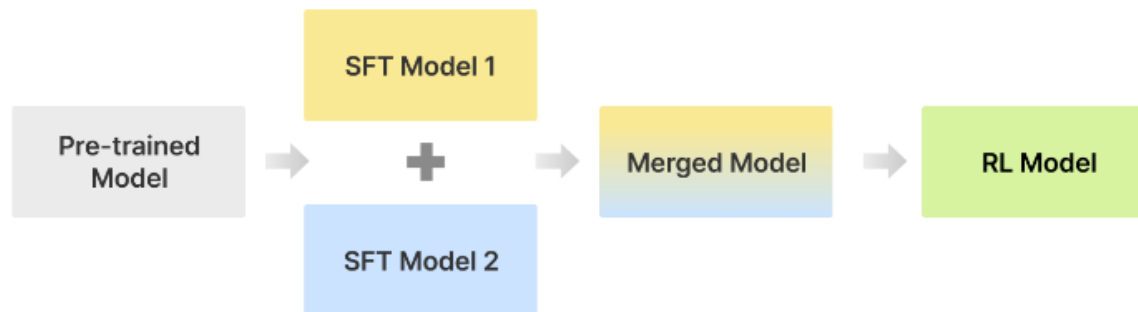 Pre-trained
Model
SFT Model 1
SFT Model 2
Merged Model
RL Model